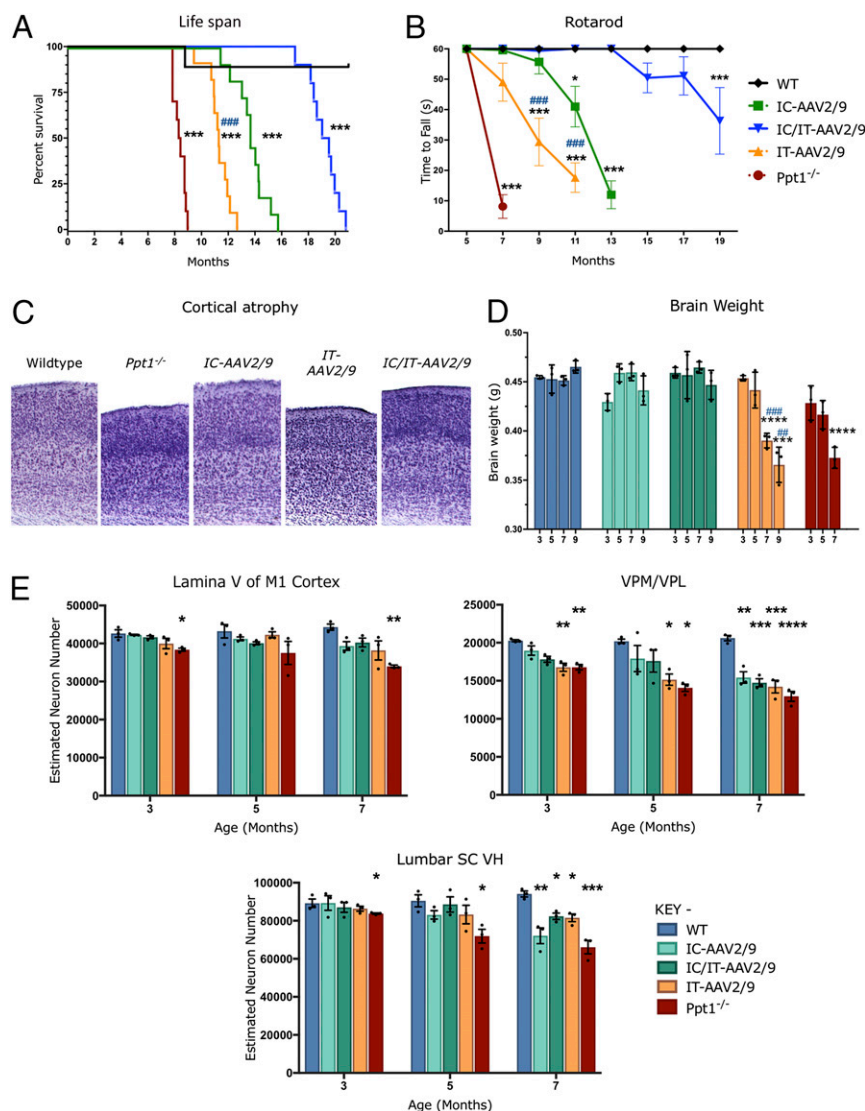 A
Life span
Percent survival
100
75
50
25
0
###
***
***
***
***
0 2 4 6 8 10 12 14 16 18 20
Months
B
Rotarod
Time to Fall (s)
60
50
40
30
20
10
0
###
***
*
###
***
***
***
***
5 7 9 11 13 15 17 19
Months
WT
IC-AAV2/9
IC/IT-AAV2/9
IT-AAV2/9
Ppt1-/-
C
Cortical atrophy
Wildtype
Ppt1-/-
IC-AAV2/9
IT-
AAV2/9
IC/IT-AAV2/9
D
Brain Weight
Brain weight (g)
0.50
0.45
0.40
0.35
0.30
###
****
##
***
****
3 5 7 9 3 5 7 9 3 5 7 9 3 5 7 9 3 5 7
E
Lamina V of M1 Cortex
Estimated Neuron Number
50000
40000
30000
20000
10000
0
*
**
3 5 7
Age (Months)
VPM/VPL
25000
20000
15000
10000
5000
0
**
**
*
*
**
***
***
****
3 5 7
Age (Months)
Lumbar SC VH
Estimated Neuron Number
100000
80000
60000
40000
20000
0
*
*
**
*
*
***
3 5 7
Age (Months)
KEY -
WT
IC-AAV2/9
IC/IT-AAV2/9
IT-AAV2/9
Ppt1-/-